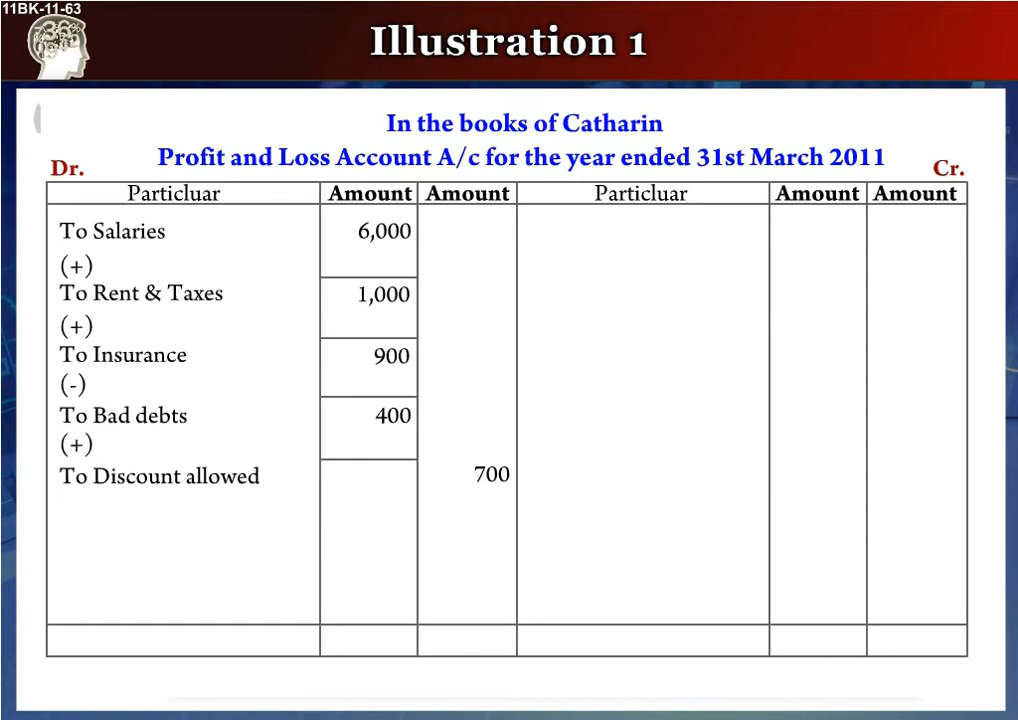 11BK-11-63
Illustration 1
In the books of Catharin
Profit and Loss Account A/c for the year ended 31st March 2011
Dr. Cr.
Particluar Amount Amount Particluar Amount Amount
To Salaries 6,000
(+)
To Rent & Taxes 1,000
(+)
To Insurance 900
(-)
To Bad debts 400
(+)
To Discount allowed 700